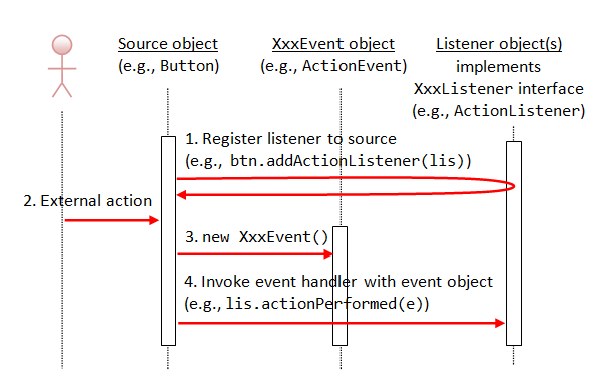 Source object
(e.g., Button)
XxxEvent object
(e.g., ActionEvent)
Listener object(s)
implements
XxxListener interface
(e.g., ActionListener)
1. Register listener to source
(e.g., btn.addActionListener(lis))
2. External action
3. new XxxEvent()
4. Invoke event handler with event object
(e.g., lis.actionPerformed(e))